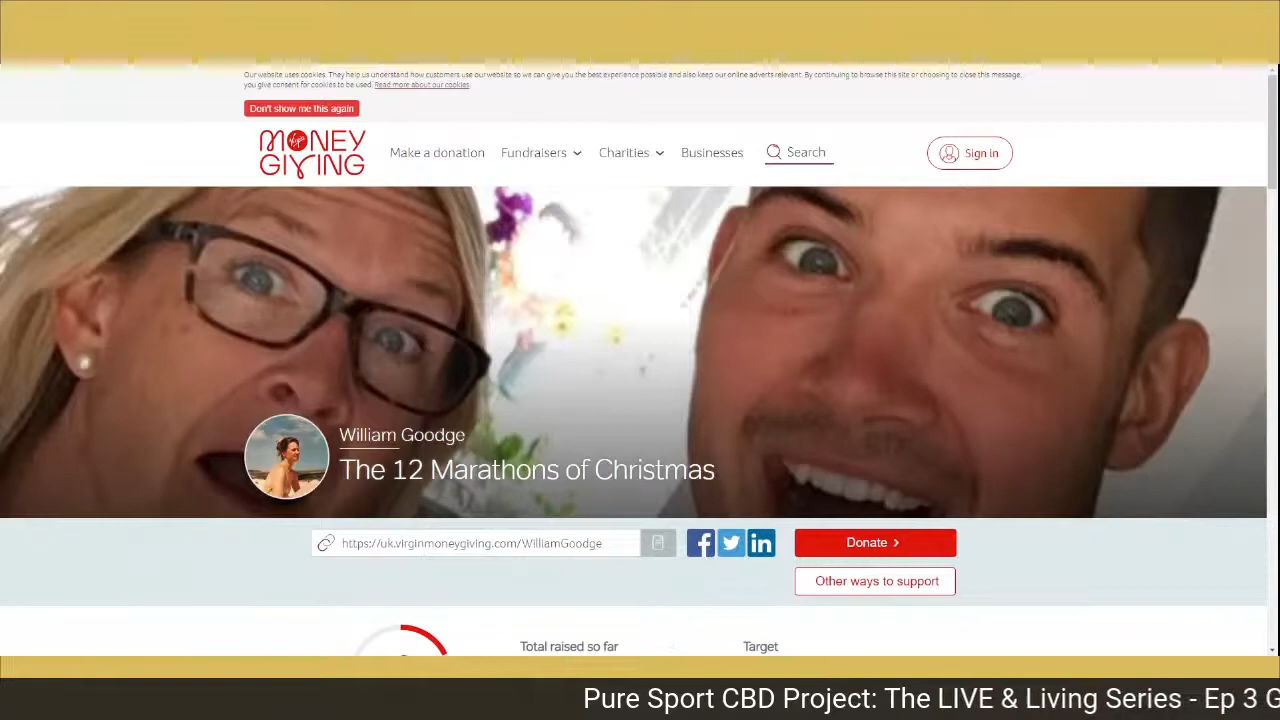 Our website uses cookies. They help us understand how customers use our website so we can give you the best experience possible and also keep our online adverts relevant. By continuing to browse this site or choosing to close this message,
you give consent for cookies to be used. Read more about our cookies
Don't show me this again
MONEY GIVING
Virgin
Make a donation
Fundraisers
Charities
Businesses
Search
Sign in
William Goodge
The 12 Marathons of Christmas
https://uk.virginmoneygiving.com/WilliamGoodge
Donate >
Other ways to support
Total raised so far
Target
Pure Sport CBD Project: The LIVE & Living Series - Ep 3 G